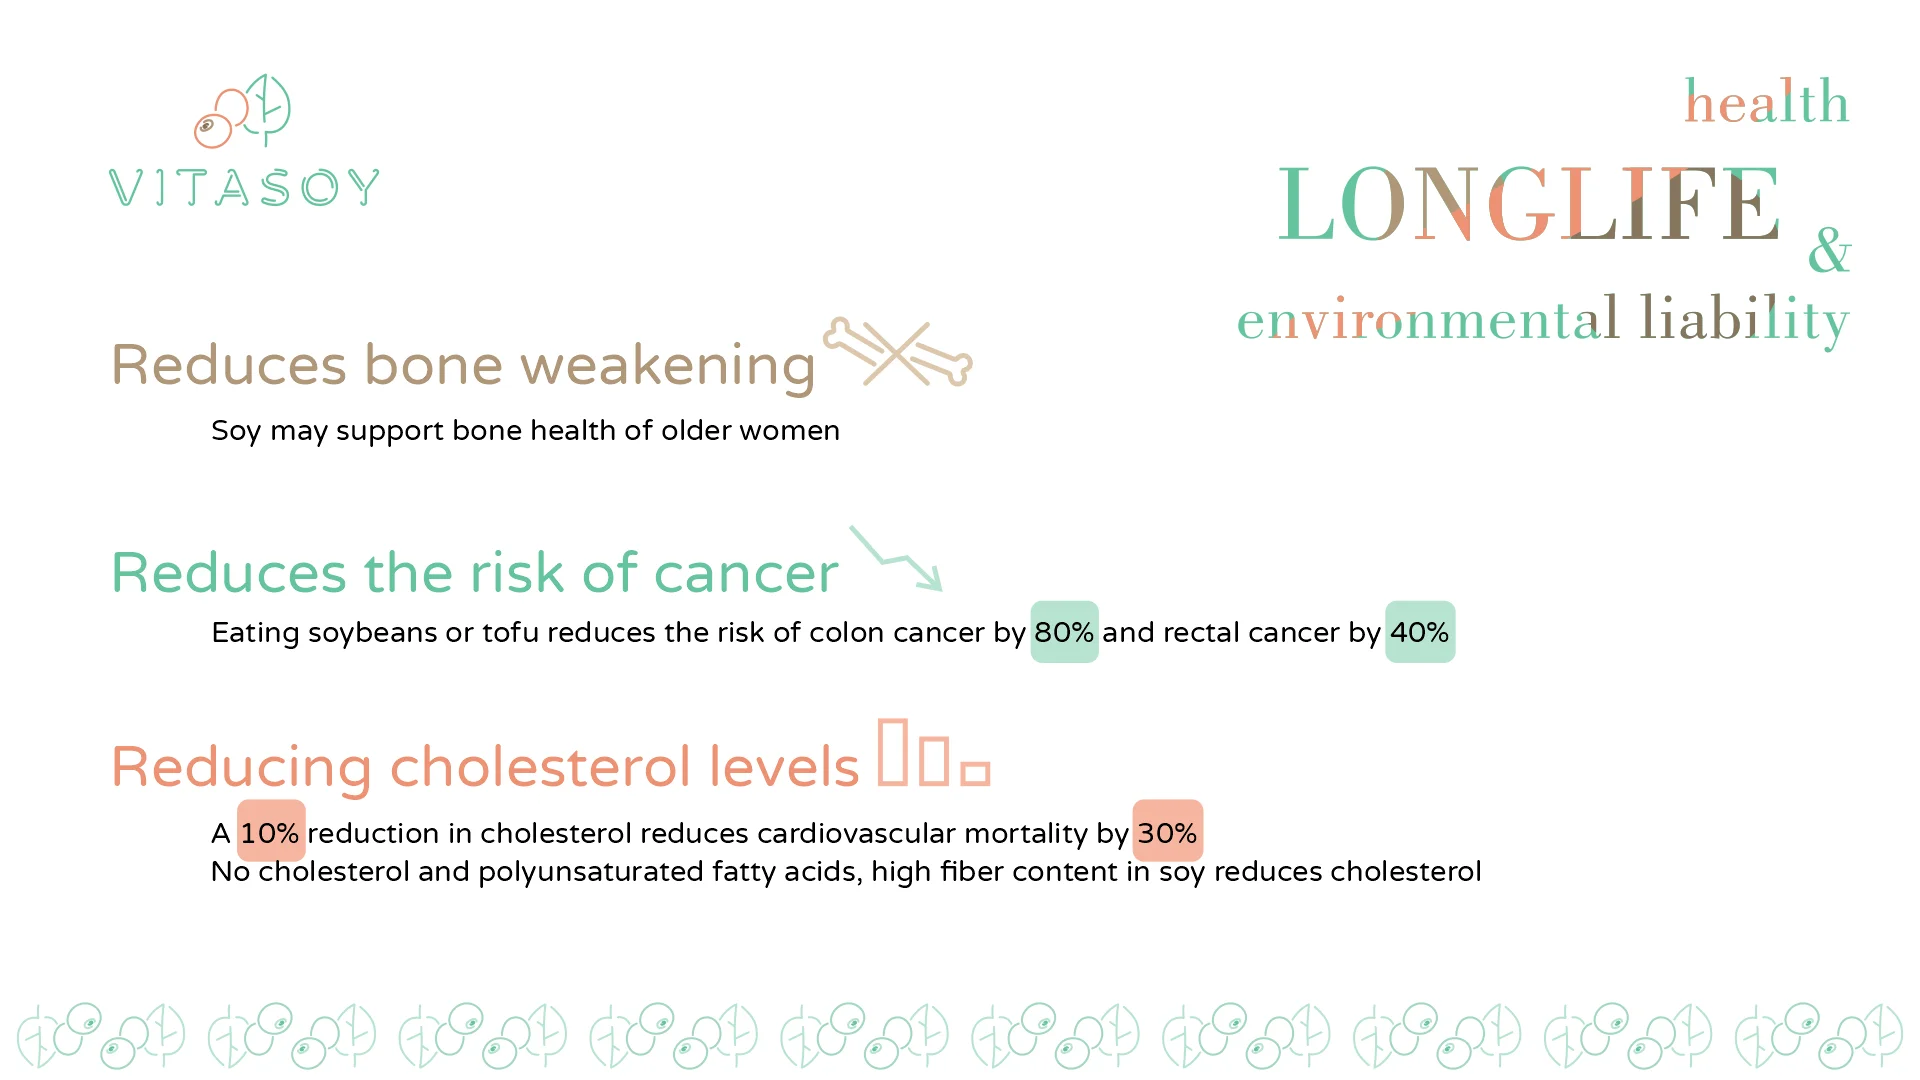 VITASOY
health
LONGLIFE
&
environmental liability
Reduces bone weakening
Soy may support bone health of older women
Reduces the risk of cancer
Eating soybeans or tofu reduces the risk of colon cancer by 80% and rectal cancer by 40%
Reducing cholesterol levels
A 10% reduction in cholesterol reduces cardiovascular mortality by 30%
No cholesterol and polyunsaturated fatty acids, high fiber content in soy reduces cholesterol